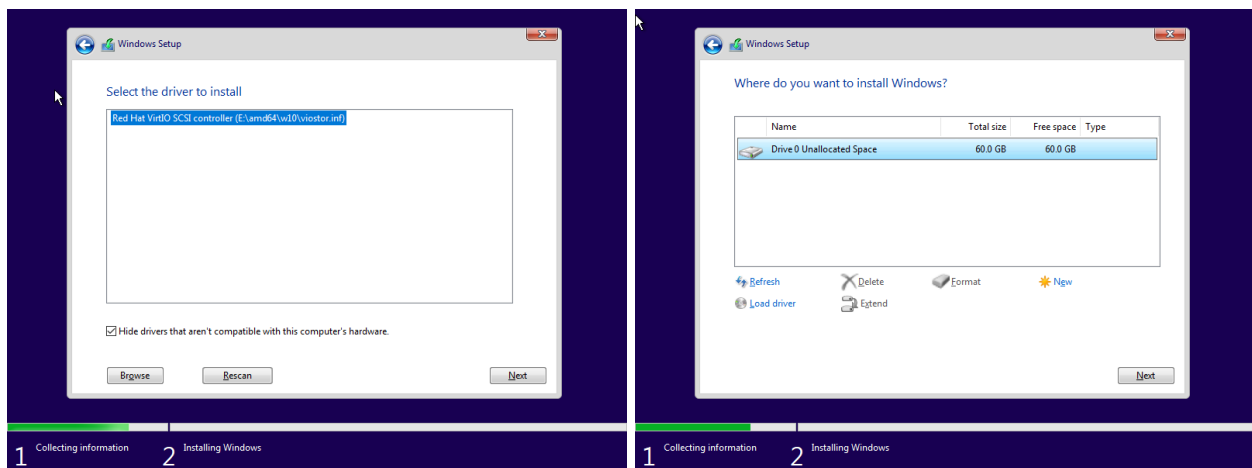 Windows Setup
Select the driver to install
Red Hat VirtIO SCSI controller (E:\amd64\w10\viostor.inf)
Hide drivers that aren't compatible with this computer's hardware.
Browse Rescan Next
1 Collecting information 2 Installing Windows
Windows Setup
Where do you want to install Windows?
Name Total size Free space Type
Drive 0 Unallocated Space 60.0 GB 60.0 GB
Refresh Delete Format New
Load driver Extend
Next
1 Collecting information 2 Installing Windows